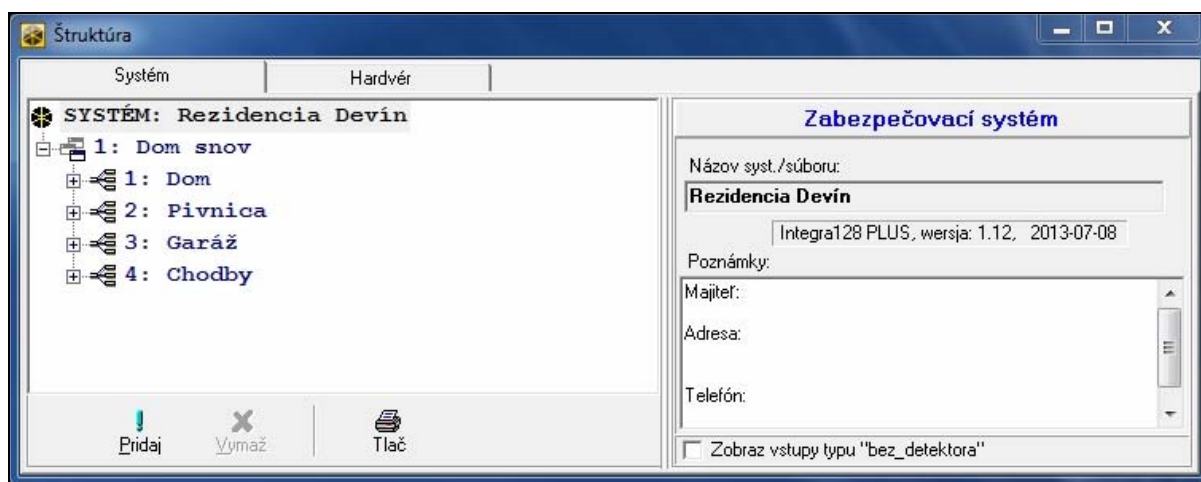 Štruktúra
Systém
Hardvér
SYSTÉM: Rezidencia Devín
1: Dom snov
1: Dom
2: Pivnica
3: Garáž
4: Chodby
Pridaj
Vymaž
Tlač
Zabezpečovací systém
Názov syst./súboru:
Rezidencia Devín
Integra128 PLUS, wersja: 1.12, 2013-07-08
Poznámky:
Majiteľ:
Adresa:
Telefón:
Zobraz vstupy typu "bez_detektora"